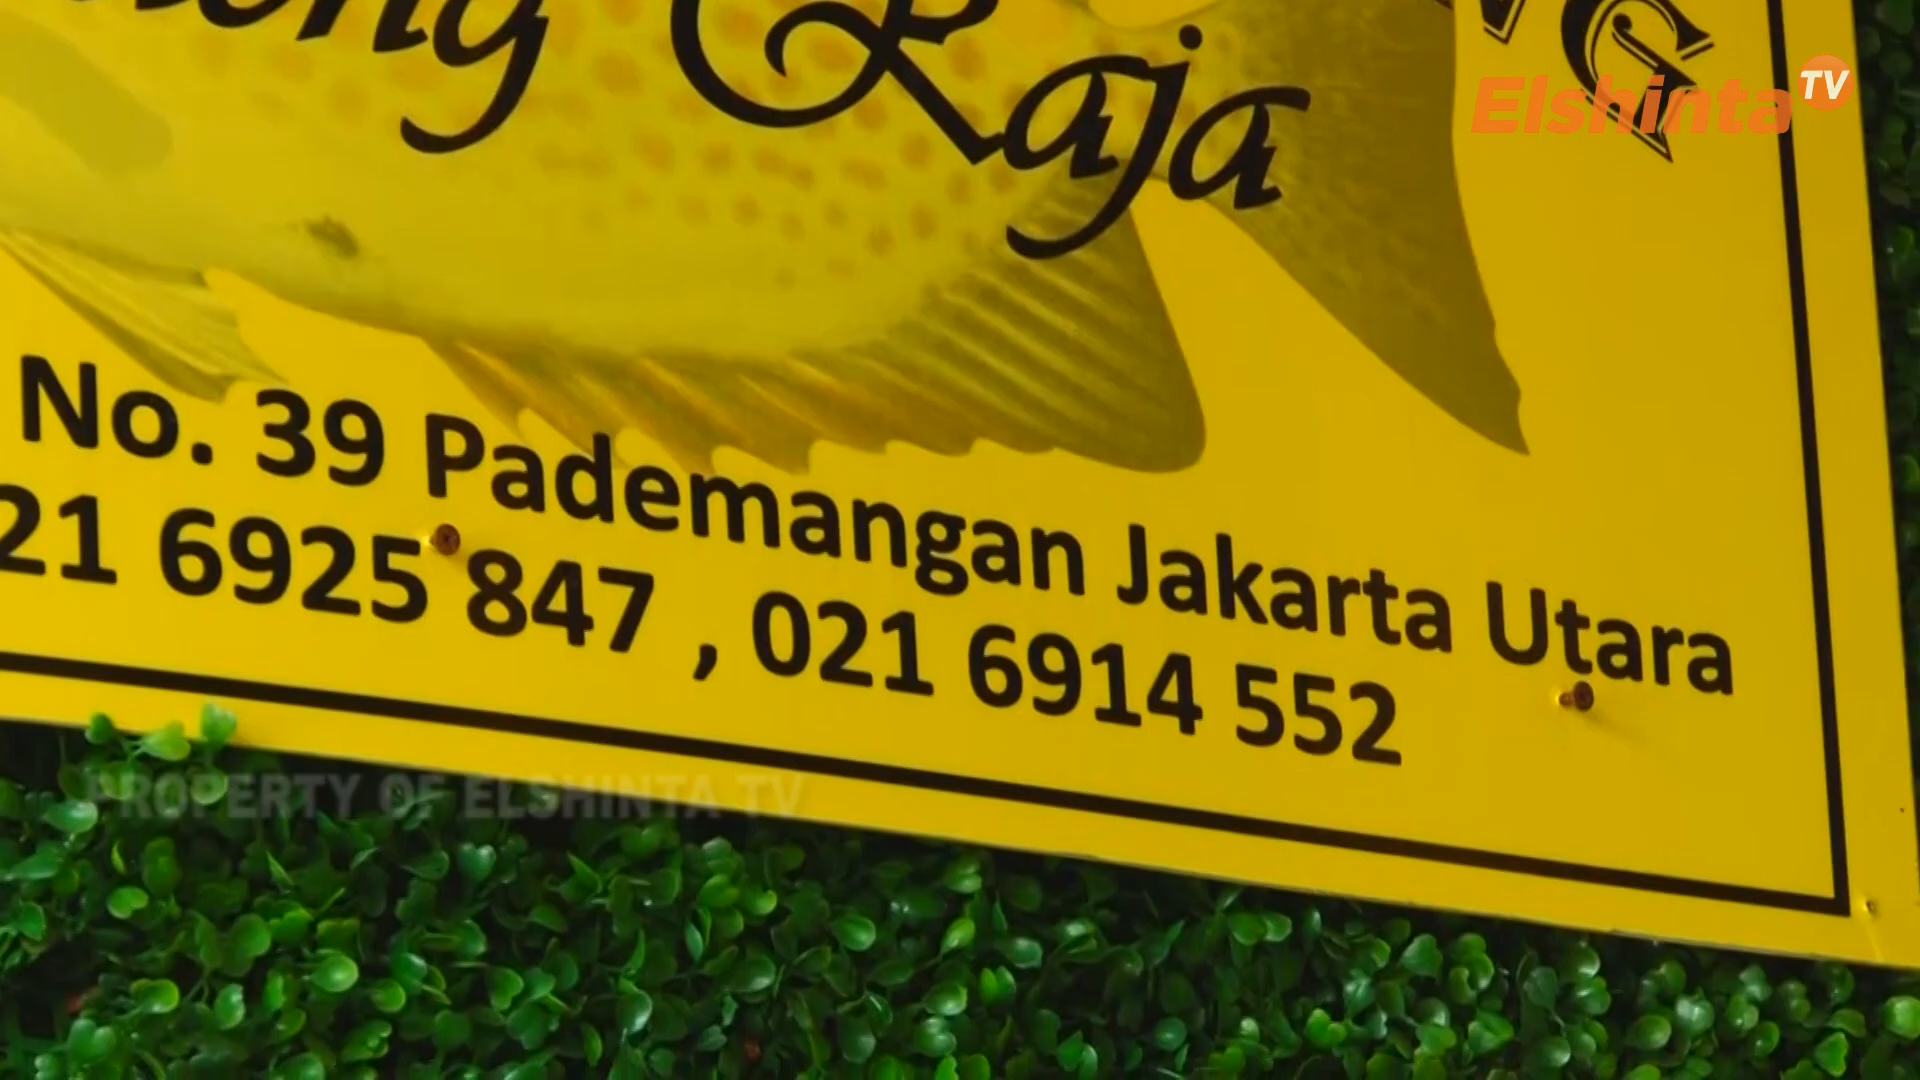 Raja
Elshinta TV
No. 39 Pademangan Jakarta Utara
21 6925 847 , 021 6914 552
PROPERTY OF ELSHINTA TV